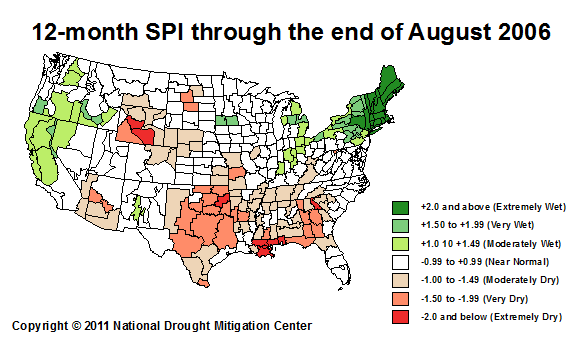 12-month SPI through the end of August 2006
+2.0 and above (Extremely Wet)
+1.50 to +1.99 (Very Wet)
+1.0 10 +1.49 (Moderately Wet)
-0.99 to +0.99 (Near Normal)
-1.00 to -1.49 (Moderately Dry)
-1.50 to -1.99 (Very Dry)
-2.0 and below (Extremely Dry)
Copyright © 2011 National Drought Mitigation Center